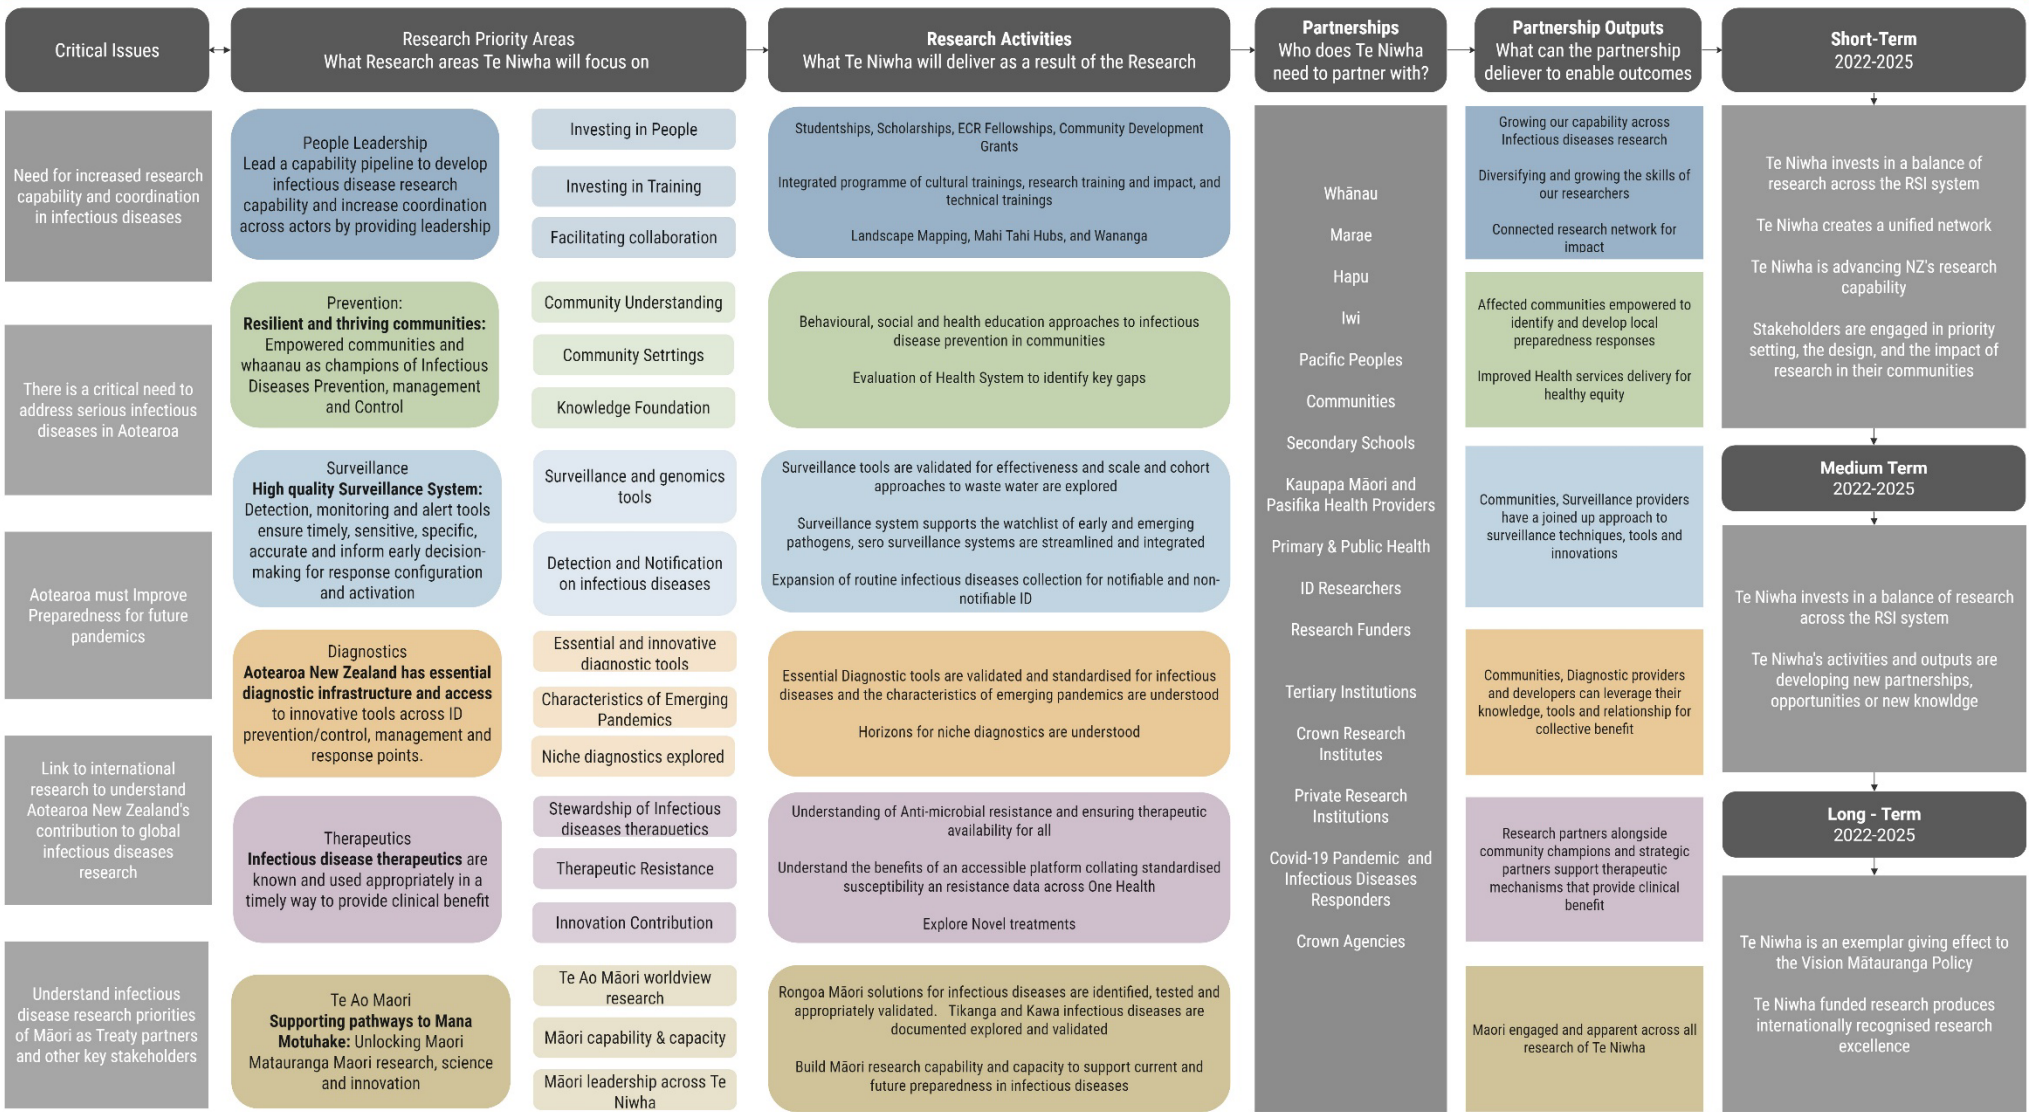 Critical Issues
Research Priority Areas
What Research areas Te Niwha will focus on
Research Activities
What Te Niwha will deliver as a result of the Research
Partnerships
Who does Te Niwha
need to partner with?
Partnership Outputs
What can the partnership
deliever to enable outcomes
Short-Term
2022-2025
Need for increased research
capability and coordination
in infectious diseases
There is a critical need to
address serious infectious
diseases in Aotearoa
Aotearoa must Improve
Preparedness for future
pandemics
Link to international
research to understand
Aotearoa New Zealand's
contribution to global
infectious diseases
research
Understand infectious
disease research priorities
of Māori as Treaty partners
and other key stakeholders
People Leadership
Lead a capability pipeline to develop
infectious disease research
capability and increase coordination
across actors by providing leadership
Investing in People
Investing in Training
Facilitating collaboration
Studentships, Scholarships, ECR Fellowships, Community Development
Grants
Integrated programme of cultural trainings, research training and impact, and
technical trainings
Landscape Mapping, Mahi Tahi Hubs, and Wananga
Prevention:
Resilient and thriving communities:
Empowered communities and
whaanau as champions of Infectious
Diseases Prevention, management
and Control
Community Understanding
Community Setrtings
Knowledge Foundation
Behavioural, social and health education approaches to infectious
disease prevention in communities
Evaluation of Health System to identify key gaps
Surveillance
High quality Surveillance System:
Detection, monitoring and alert tools
ensure timely, sensitive, specific,
accurate and inform early decision-
making for response configuration
and activation
Surveillance and genomics
tools
Detection and Notification
on infectious diseases
Surveillance tools are validated for effectiveness and scale and cohort
approaches to waste water are explored
Surveillance system supports the watchlist of early and emerging
pathogens, sero surveillance systems are streamlined and integrated
Expansion of routine infectious diseases collection for notifiable and non-
notifiable ID
Diagnostics
Aotearoa New Zealand has essential
diagnostic infrastructure and access
to innovative tools across ID
prevention/control, management and
response points.
Essential and innovative
diagnostic tools
Characteristics of Emerging
Pandemics
Niche diagnostics explored
Essential Diagnostic tools are validated and standardised for infectious
diseases and the characteristics of emerging pandemics are understood
Horizons for niche diagnostics are understood
Therapeutics
Infectious disease therapeutics are
known and used appropriately in a
timely way to provide clinical benefit
Stewardship of Infectious
diseases therapuetics
Therapeutic Resistance
Innovation Contribution
Understanding of Anti-microbial resistance and ensuring therapeutic
availability for all
Understand the benefits of an accessible platform collating standardised
susceptibility an resistance data across One Health
Explore Novel treatments
Te Ao Maori
Supporting pathways to Mana
Motuhake: Unlocking Maori
Matauranga Maori research, science
and innovation
Te Ao Māori worldview
research
Māori capability & capacity
Māori leadership across Te
Niwha
Rongoa Māori solutions for infectious diseases are identified, tested and
appropriately validated. Tikanga and Kawa infectious diseases are
documented explored and validated
Build Māori research capability and capacity to support current and
future preparedness in infectious diseases
Whānau
Marae
Hapu
Iwi
Pacific Peoples
Communities
Secondary Schools
Kaupapa Māori and
Pasifika Health Providers
Primary & Public Health
ID Researchers
Research Funders
Tertiary Institutions
Crown Research
Institutes
Private Research
Institutions
Covid-19 Pandemic and
Infectious Diseases
Responders
Crown Agencies
Growing our capability across
Infectious diseases research
Diversifying and growing the skills of
our researchers
Connected research network for
impact
Affected communities empowered to
identify and develop local
preparedness responses
Improved Health services delivery for
healthy equity
Communities, Surveillance providers
have a joined up approach to
surveillance techniques, tools and
innovations
Communities, Diagnostic providers
and developers can leverage their
knowledge, tools and relationship for
collective benefit
Research partners alongside
community champions and strategic
partners support therapeutic
mechanisms that provide clinical
benefit
Maori engaged and apparent across all
research of Te Niwha
Te Niwha invests in a balance of
research across the RSI system
Te Niwha creates a unified network
Te Niwha is advancing NZ's research
capability
Stakeholders are engaged in priority
setting, the design, and the impact of
research in their communities
Medium Term
2022-2025
Te Niwha invests in a balance of research
across the RSI system
Te Niwha's activities and outputs are
developing new partnerships,
opportunities or new knowldge
Long - Term
2022-2025
Te Niwha is an exemplar giving effect to
the Vision Mātauranga Policy
Te Niwha funded research produces
internationally recognised research
excellence